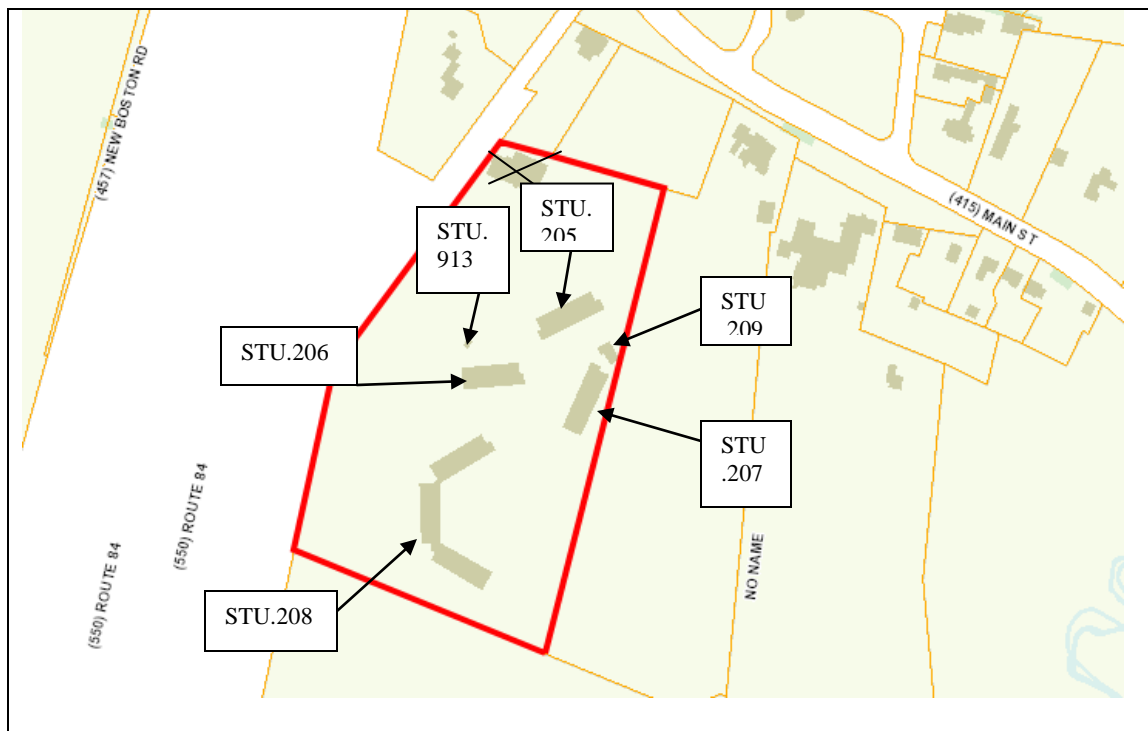 (457) NEW BOSTON RD
(415) MAIN ST
STU.
205
STU.
913
STU
209
STU.206
STU
.207
(550) ROUTE 84
(550) ROUTE 84
NO NAME
STU.208